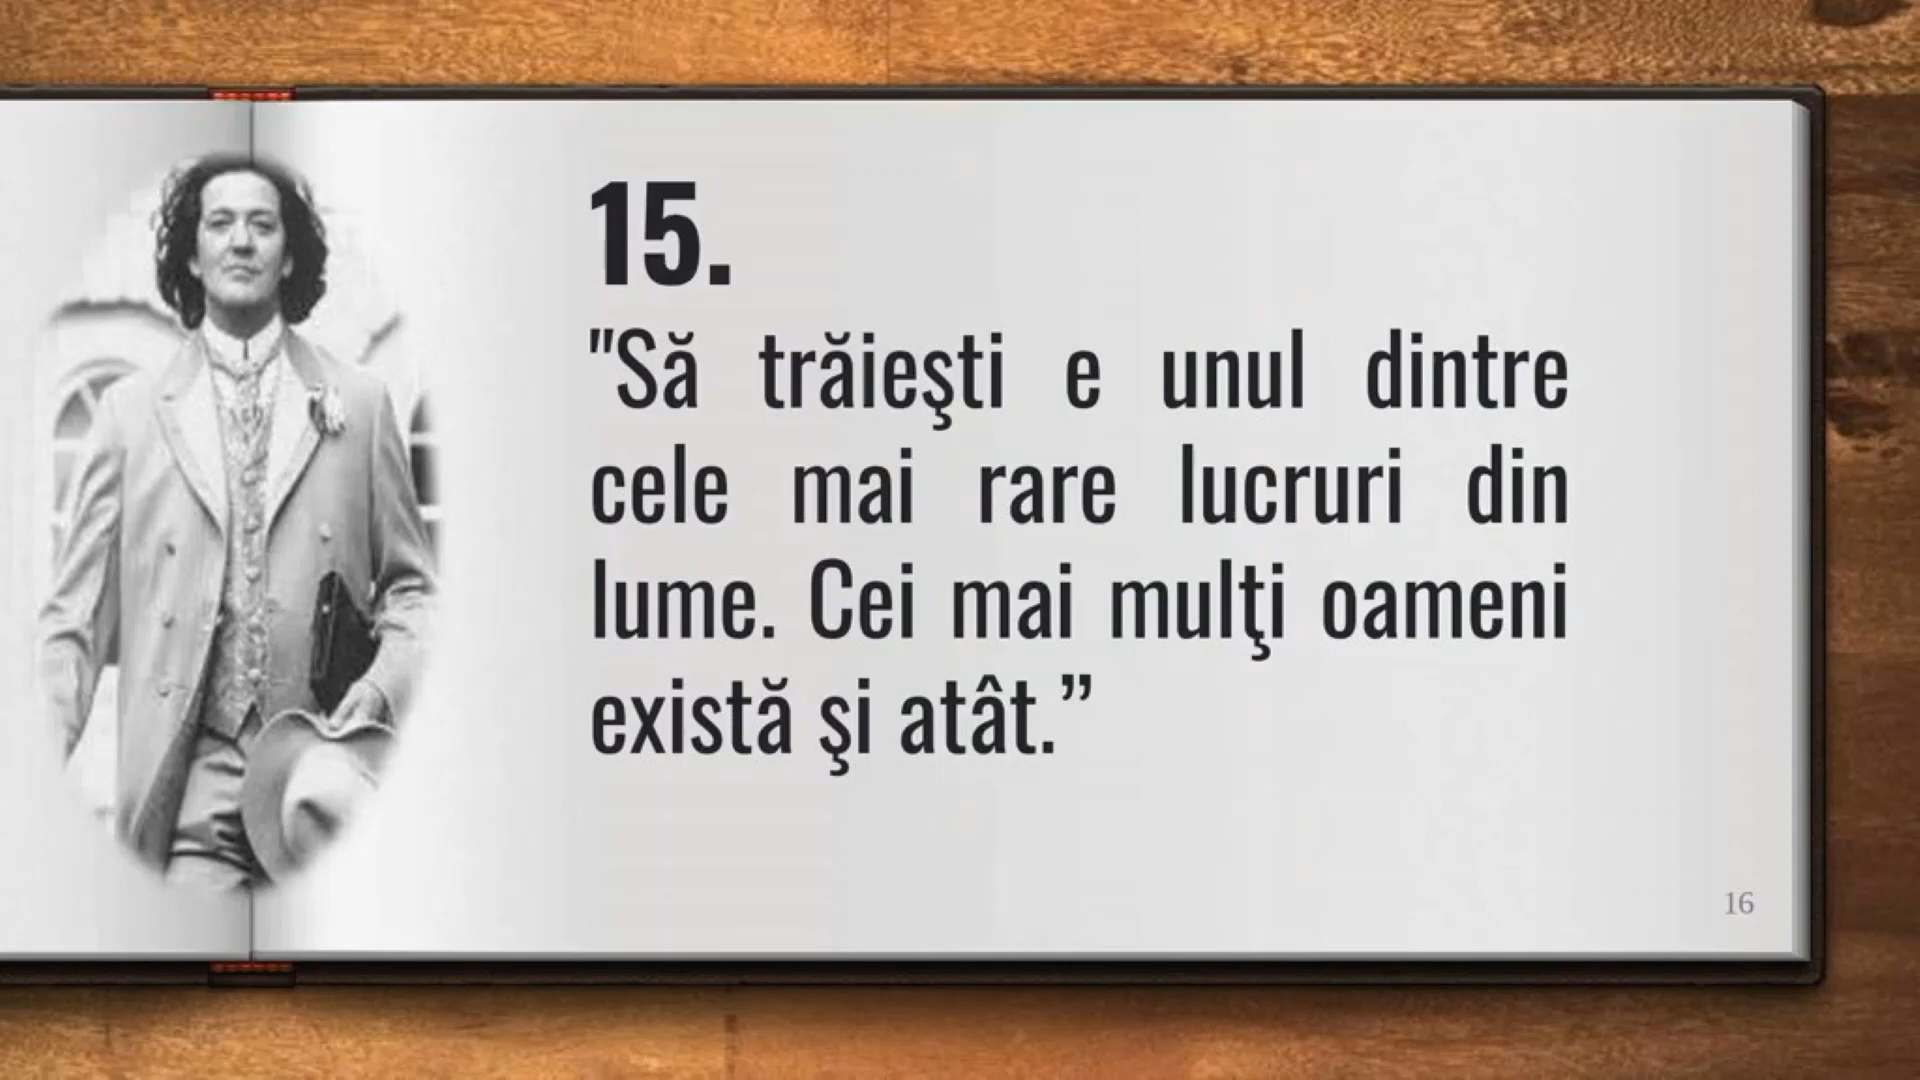 15.
"Să trăieşti e unul dintre
cele mai rare lucruri din
lume. Cei mai mulţi oameni
există şi atât.”
16